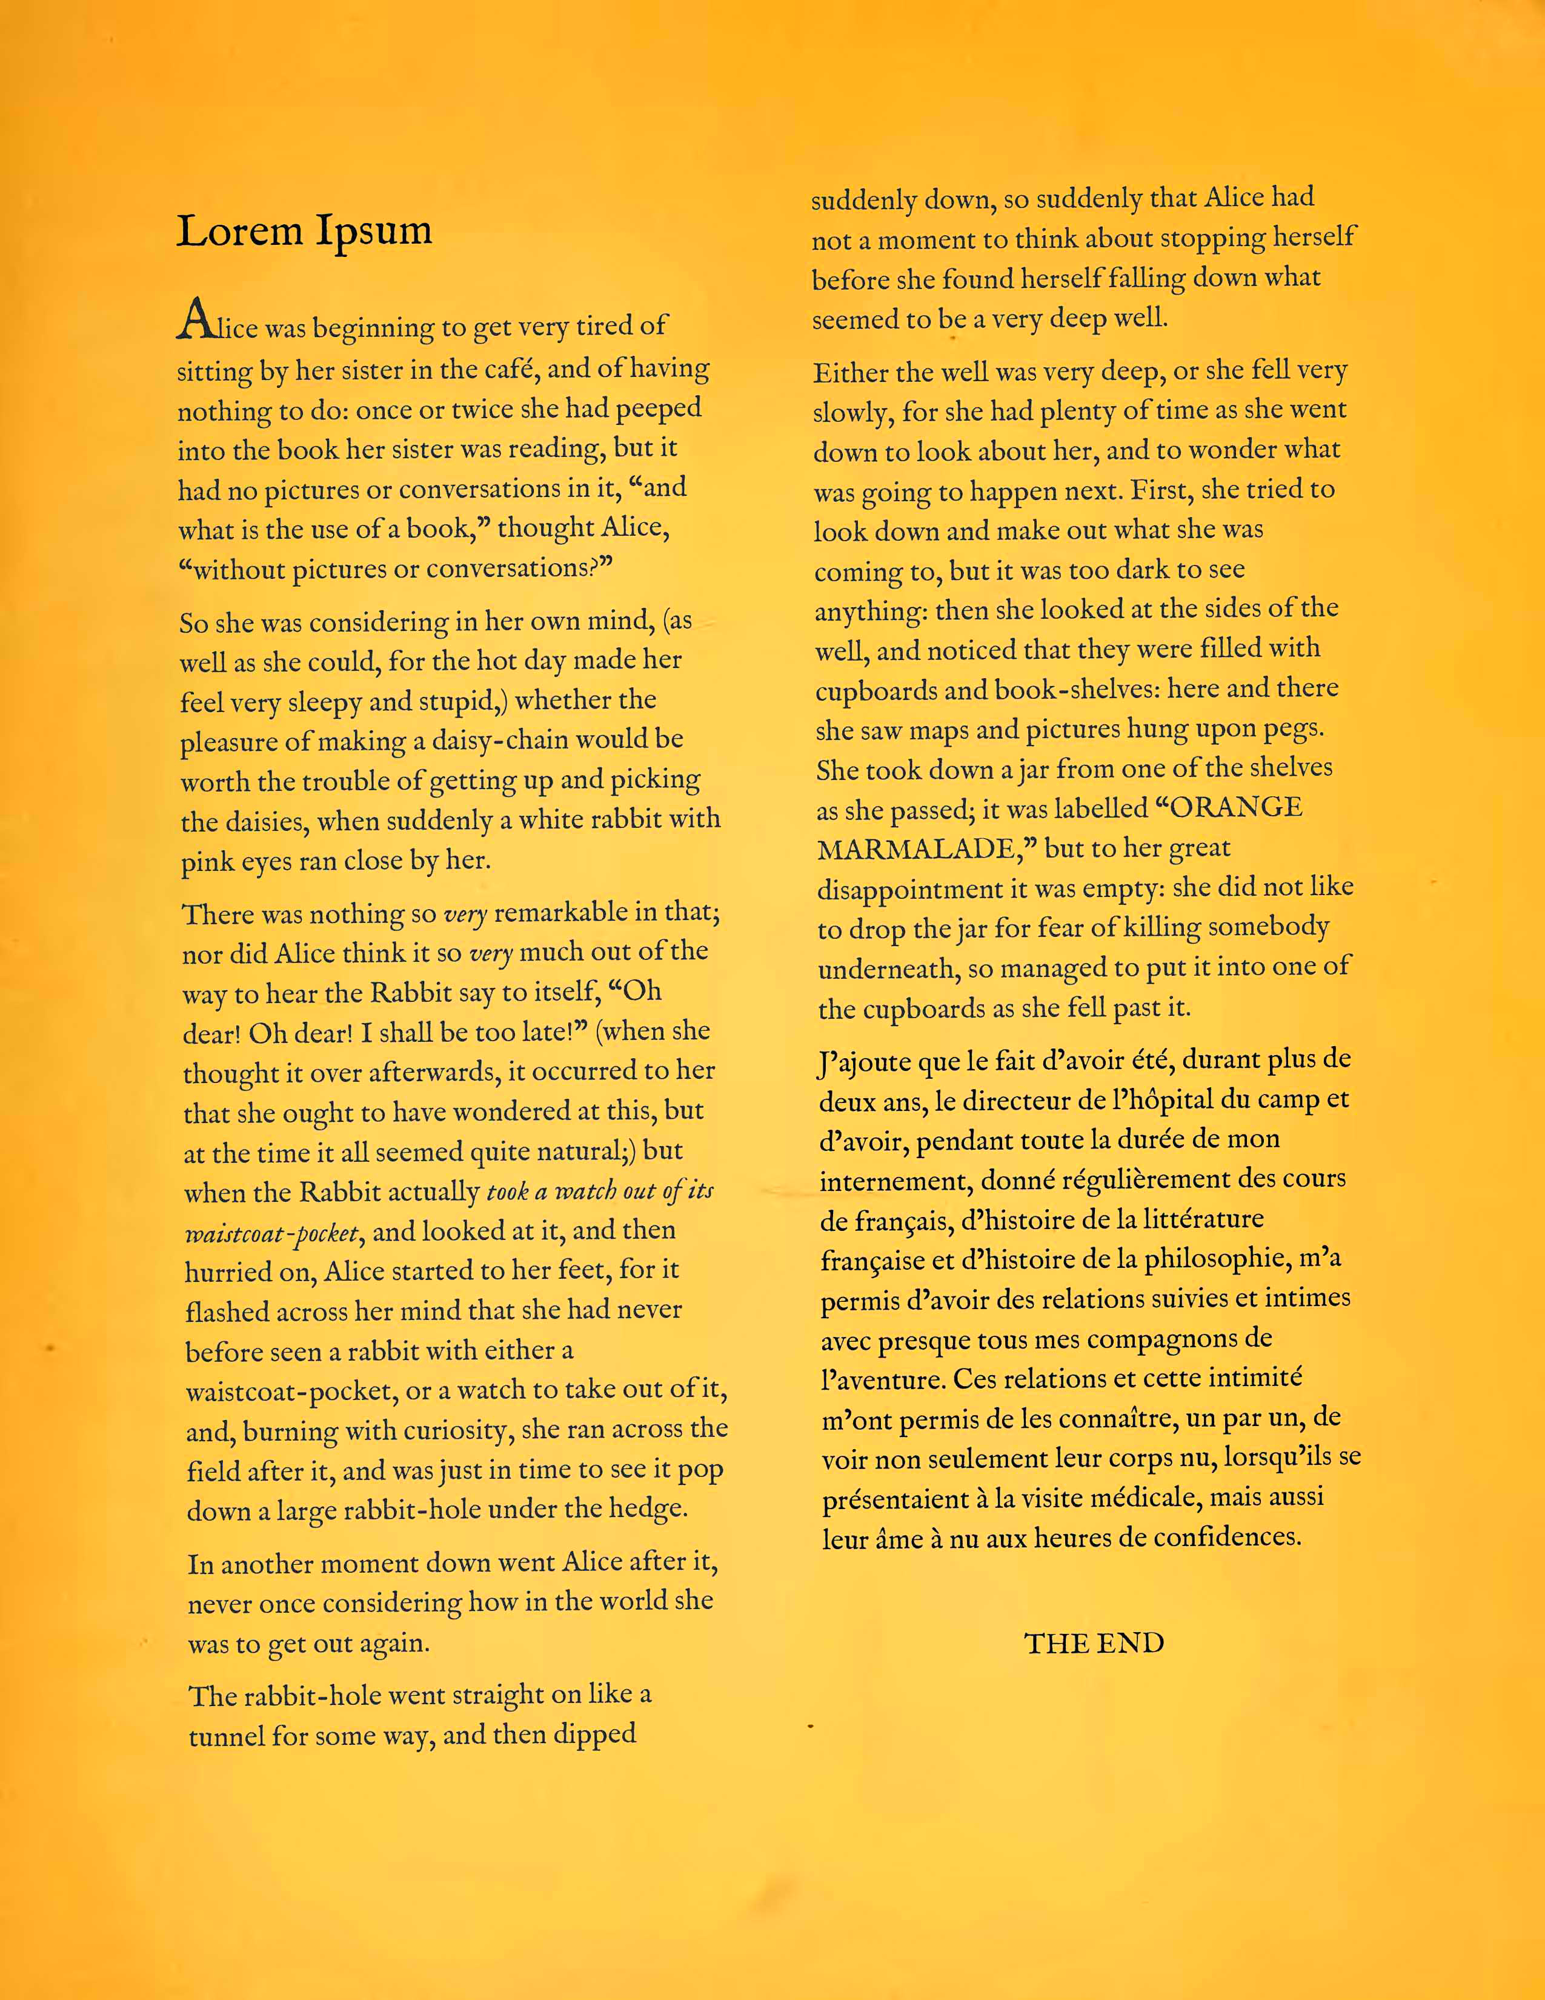 Lorem Ipsum
Alice was beginning to get very tired of
sitting by her sister in the café, and of having
nothing to do: once or twice she had peeped
into the book her sister was reading, but it
had no pictures or conversations in it, “and
what is the use of a book,” thought Alice,
“without pictures or conversations?”
So she was considering in her own mind, (as
well as she could, for the hot day made her
feel very sleepy and stupid,) whether the
pleasure of making a daisy-chain would be
worth the trouble of getting up and picking
the daisies, when suddenly a white rabbit with
pink eyes ran close by her.
There was nothing so very remarkable in that;
nor did Alice think it so very much out of the
way to hear the Rabbit say to itself, “Oh
dear! Oh dear! I shall be too late!” (when she
thought it over afterwards, it occurred to her
that she ought to have wondered at this, but
at the time it all seemed quite natural;) but
when the Rabbit actually took a watch out of its
waistcoat-pocket, and looked at it, and then
hurried on, Alice started to her feet, for it
flashed across her mind that she had never
before seen a rabbit with either a
waistcoat-pocket, or a watch to take out of it,
and, burning with curiosity, she ran across the
field after it, and was just in time to see it pop
down a large rabbit-hole under the hedge.
In another moment down went Alice after it,
never once considering how in the world she
was to get out again.
The rabbit-hole went straight on like a
tunnel for some way, and then dipped
suddenly down, so suddenly that Alice had
not a moment to think about stopping herself
before she found herself falling down what
seemed to be a very deep well.
Either the well was very deep, or she fell very
slowly, for she had plenty of time as she went
down to look about her, and to wonder what
was going to happen next. First, she tried to
look down and make out what she was
coming to, but it was too dark to see
anything: then she looked at the sides of the
well, and noticed that they were filled with
cupboards and book-shelves: here and there
she saw maps and pictures hung upon pegs.
She took down a jar from one of the shelves
as she passed; it was labelled “ORANGE
MARMALADE,” but to her great
disappointment it was empty: she did not like
to drop the jar for fear of killing somebody
underneath, so managed to put it into one of
the cupboards as she fell past it.
J’ajoute que le fait d’avoir été, durant plus de
deux ans, le directeur de l’hôpital du camp et
d’avoir, pendant toute la durée de mon
internement, donné régulièrement des cours
de français, d’histoire de la littérature
française et d’histoire de la philosophie, m’a
permis d’avoir des relations suivies et intimes
avec presque tous mes compagnons de
l’aventure. Ces relations et cette intimité
m’ont permis de les connaître, un par un, de
voir non seulement leur corps nu, lorsqu’ils se
présentaient à la visite médicale, mais aussi
leur âme à nu aux heures de confidences.
THE END